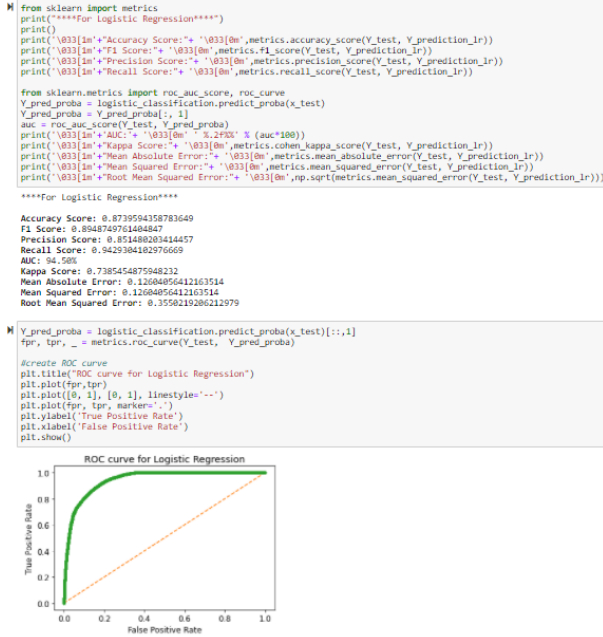 from sklearn import metrics
print("****For Logistic Regression****")
print()
print('\033[1m'+"Accuracy Score:"+ '\033[0m',metrics.accuracy_score(Y_test, Y_prediction_lr))
print('\033[1m'+"F1 Score:"+ '\033[0m',metrics.f1_score(Y_test, Y_prediction_lr))
print('\033[1m'+"Precision Score:"+ '\033[0m',metrics.precision_score(Y_test, Y_prediction_lr))
print('\033[1m'+"Recall Score:"+ '\033[0m',metrics.recall_score(Y_test, Y_prediction_lr))
from sklearn.metrics import roc_auc_score, roc_curve
Y_pred_proba = logistic_classification.predict_proba(x_test)
Y_pred_proba = Y_pred_proba[:, 1]
auc = roc_auc_score(Y_test, Y_pred_proba)
print('\033[1m'+'AUC:'+ '\033[0m' ' %.2f%%' % (auc*100))
print('\033[1m'+"Kappa Score:"+ '\033[0m',metrics.cohen_kappa_score(Y_test, Y_prediction_lr))
print('\033[1m'+"Mean Absolute Error:"+ '\033[0m',metrics.mean_absolute_error(Y_test, Y_prediction_lr))
print('\033[1m'+"Mean Squared Error:"+ '\033[0m',metrics.mean_squared_error(Y_test, Y_prediction_lr))
print('\033[1m'+"Root Mean Squared Error:"+ '\033[0m',np.sqrt(metrics.mean_squared_error(Y_test, Y_prediction_lr)))
****For Logistic Regression****
Accuracy Score: 0.8739594358783649
F1 Score: 0.8948749761404847
Precision Score: 0.851480203414457
Recall Score: 0.9429304102976669
AUC: 94.50%
Kappa Score: 0.7385454875948232
Mean Absolute Error: 0.12604056412163514
Mean Squared Error: 0.12604056412163514
Root Mean Squared Error: 0.3550219206212979
Y_pred_proba = logistic_classification.predict_proba(x_test)[::,1]
fpr, tpr, _ = metrics.roc_curve(Y_test,  Y_pred_proba)
#create ROC curve
plt.title("ROC curve for Logistic Regression")
plt.plot(fpr,tpr)
plt.plot([0, 1], [0, 1], linestyle='--')
plt.plot(fpr, tpr, marker='.')
plt.ylabel('True Positive Rate')
plt.xlabel('False Positive Rate')
plt.show()
ROC curve for Logistic Regression
1.0
0.8
0.6
0.4
0.2
0.0
True Positive Rate
0.0 0.2 0.4 0.6 0.8 1.0
False Positive Rate